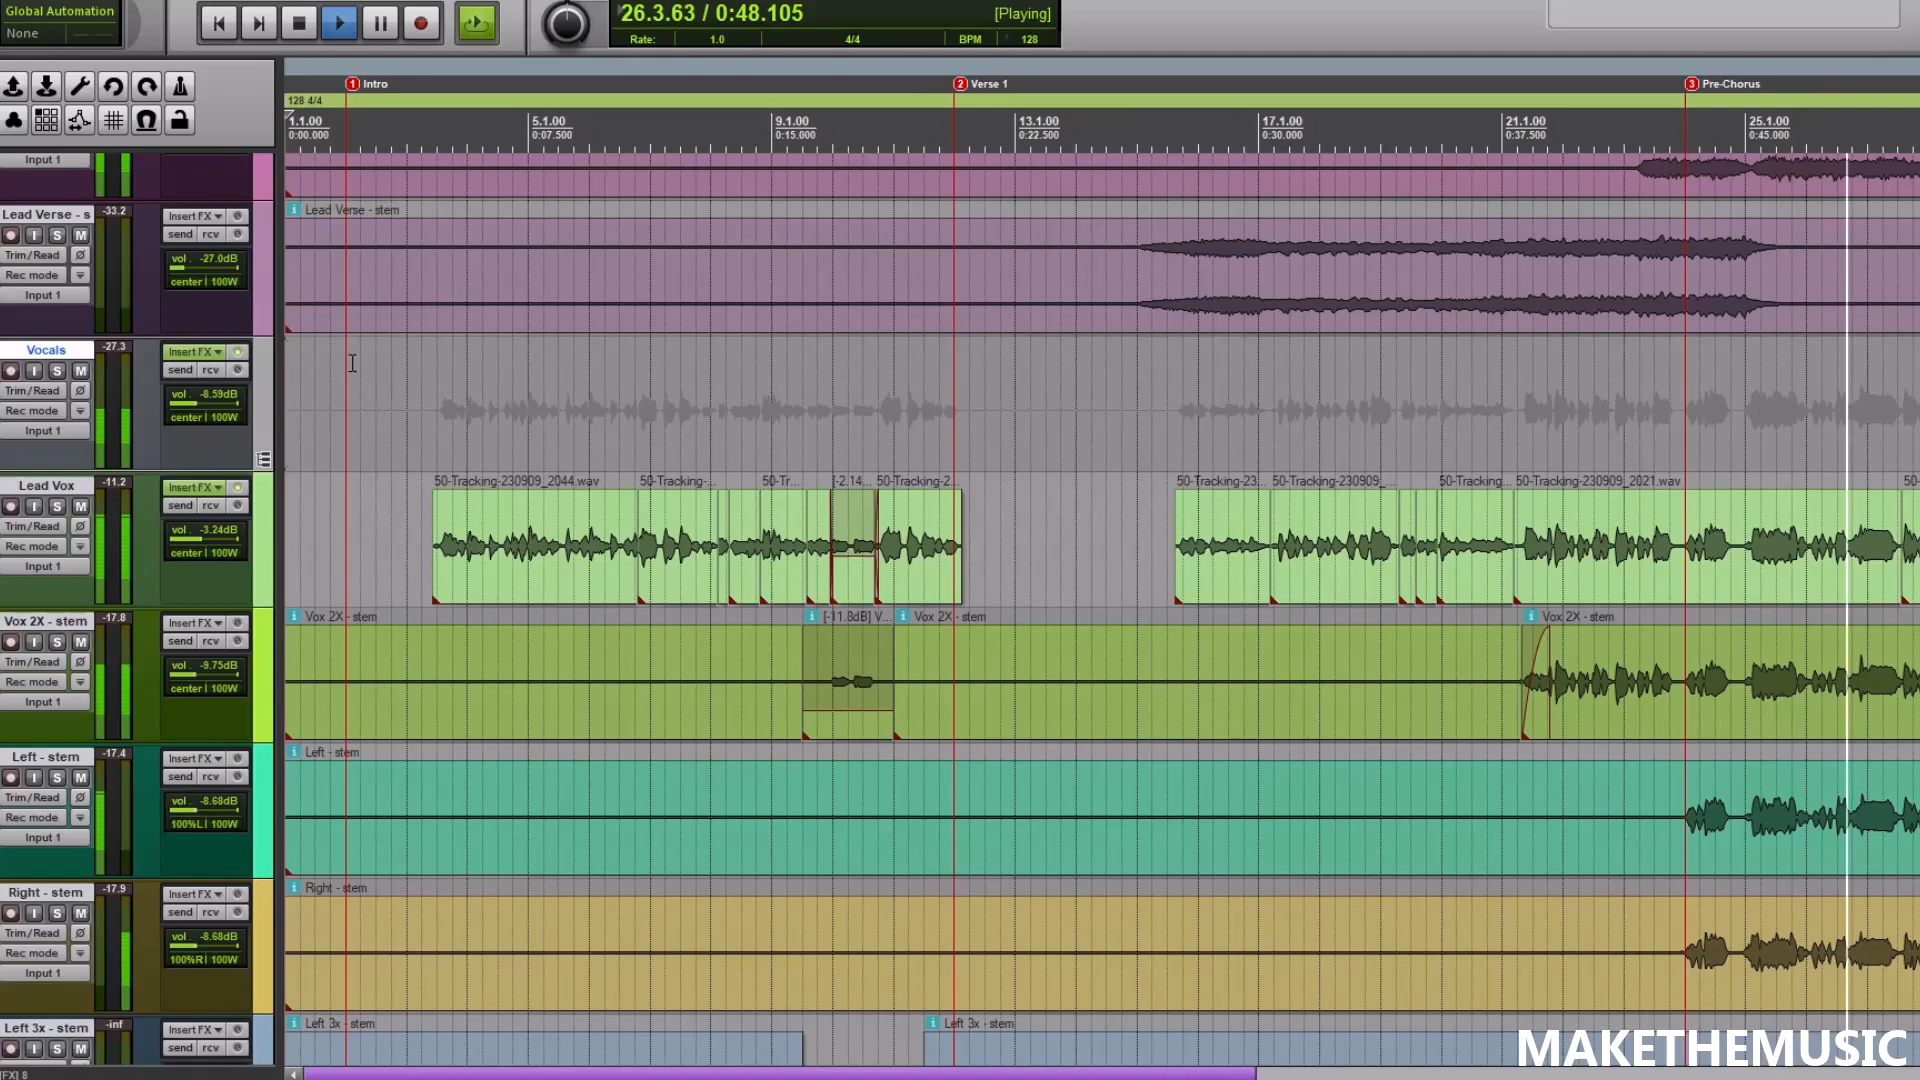 Global Automation
None
26.3.63 / 0:48.105
[Playing]
Rate:
1.0
4/4
BPM
128
1 Intro
2 Verse 1
3 Pre-Chorus
128 4/4
1.1.00
0:00.000
5.1.00
0:07.500
9.1.00
0:15.000
13.1.00
0:22.500
17.1.00
0:30.000
21.1.00
0:37.500
25.1.00
0:45.000
Input 1
Lead Verse - s
-33.2
Insert FX
I S M
send rcv
Trim/Read
vol. -27.0dB
Rec mode
center 100W
Input 1
Lead Verse - stem
Vocals
-27.3
Insert FX
I S M
send rcv
Trim/Read
vol. -8.59dB
Rec mode
center 100W
Input 1
Lead Vox
-11.2
Insert FX
I S M
send rcv
Trim/Read
vol. -3.24dB
Rec mode
center 100W
Input 1
50-Tracking-230909_2044.wav
50-Tracking-...
50-Tr...
[-2.14...
50-Tracking-2...
50-Tracking-23...
50-Tracking-230909_...
50-Tracking...
50-Tracking-230909_2021.wav
50-
Vox 2X - stem
-17.8
Insert FX
I S M
send rcv
Trim/Read
vol. -9.75dB
Rec mode
center 100W
Input 1
Vox 2X - stem
[-11.8dB] V...
Vox 2X - stem
Vox 2X - stem
Left - stem
-17.4
Insert FX
I S M
send rcv
Trim/Read
vol. -8.68dB
Rec mode
100%L 100W
Input 1
Left - stem
Right - stem
-17.9
Insert FX
I S M
send rcv
Trim/Read
vol. -8.68dB
Rec mode
100%R 100W
Input 1
Right - stem
Left 3x - stem
-inf
Insert FX
I S M
send rcv
Left 3x - stem
Left 3x - stem
[FX] 8
MAKETHEMUSIC